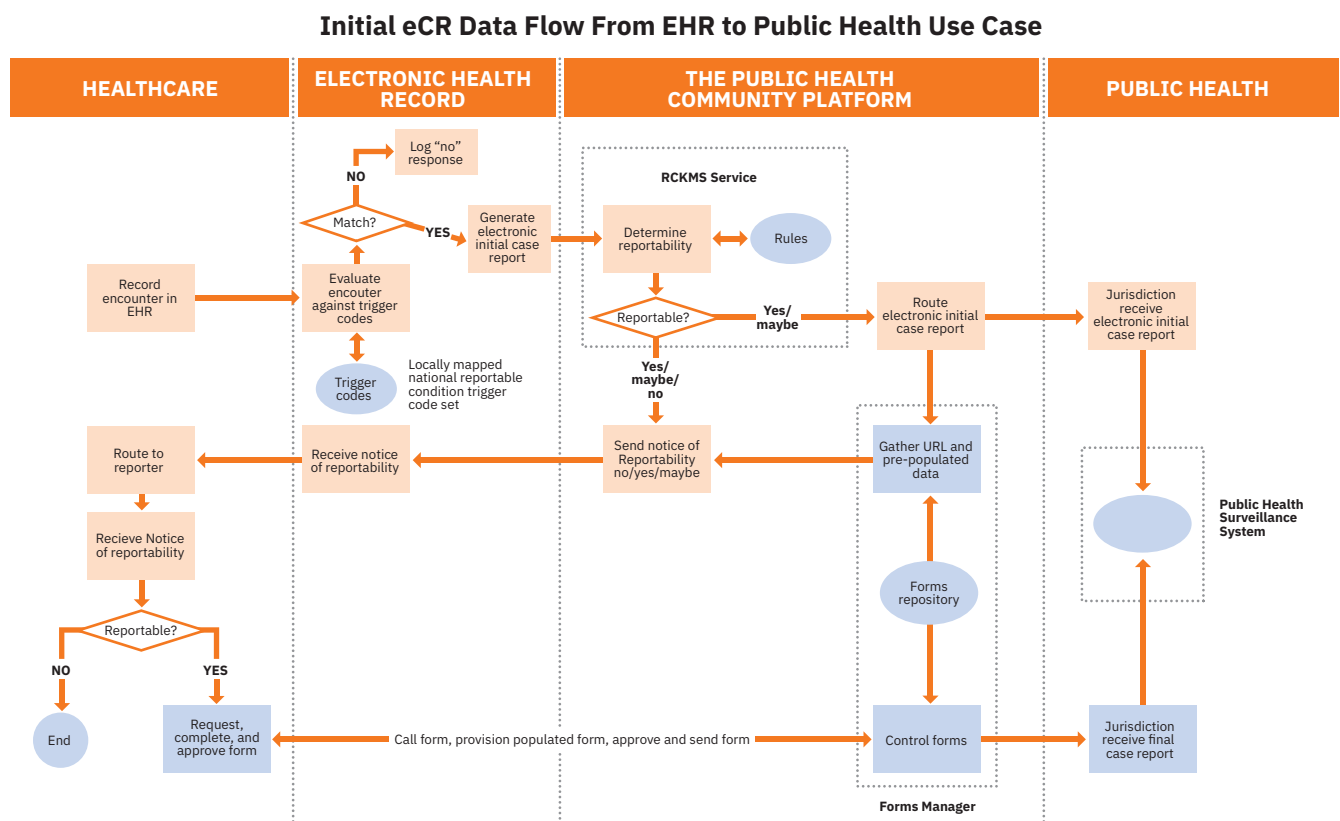 Initial eCR Data Flow From EHR to Public Health Use Case
HEALTHCARE
ELECTRONIC HEALTH
RECORD
THE PUBLIC HEALTH
COMMUNITY PLATFORM
PUBLIC HEALTH
Log “no”
response
NO
Match?
YES
Generate
electronic
initial case
report
RCKMS Service
Determine
reportability
Rules
Record
encounter in
EHR
Evaluate
encouter
against trigger
codes
Reportable?
Yes/
maybe
Route
electronic initial
case report
Jurisdiction
receive
electronic initial
case report
Trigger
codes
Locally mapped
national reportable
condition trigger
code set
Yes/
maybe/
no
Route to
reporter
Receive notice
of reportability
Send notice of
Reportability
no/yes/maybe
Gather URL and
pre-populated
data
Public Health
Surveillance
System
Recieve Notice
of reportability
Forms
repository
Reportable?
NO
YES
End
Request,
complete, and
approve form
Call form, provision populated form, approve and send form
Control forms
Jurisdiction
receive final
case report
Forms Manager